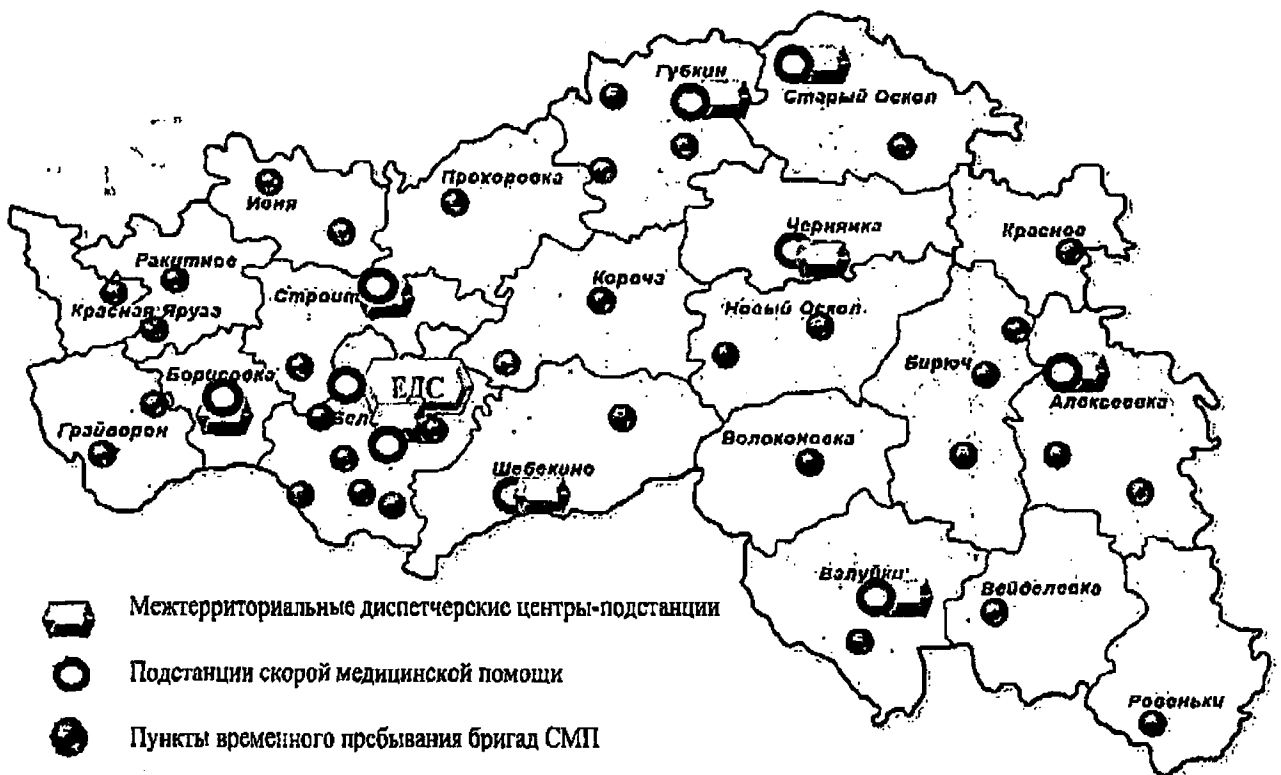 Губкин
Старый Оскол
Прохоровка
Ивня
Чернянка
Красное
Ракитное
Короча
Строит
Красная Яруга
Новый Оскол
Борисовка
ЕДС
Бирюч
Бел
Алексеевка
Грайворон
Волоконовка
Шебекино
Валуйки
Вейделевка
Межтерриториальные диспетчерские центры-подстанции
Подстанции скорой медицинской помощи
Ровеньки
Пункты временного пребывания бригад СМП